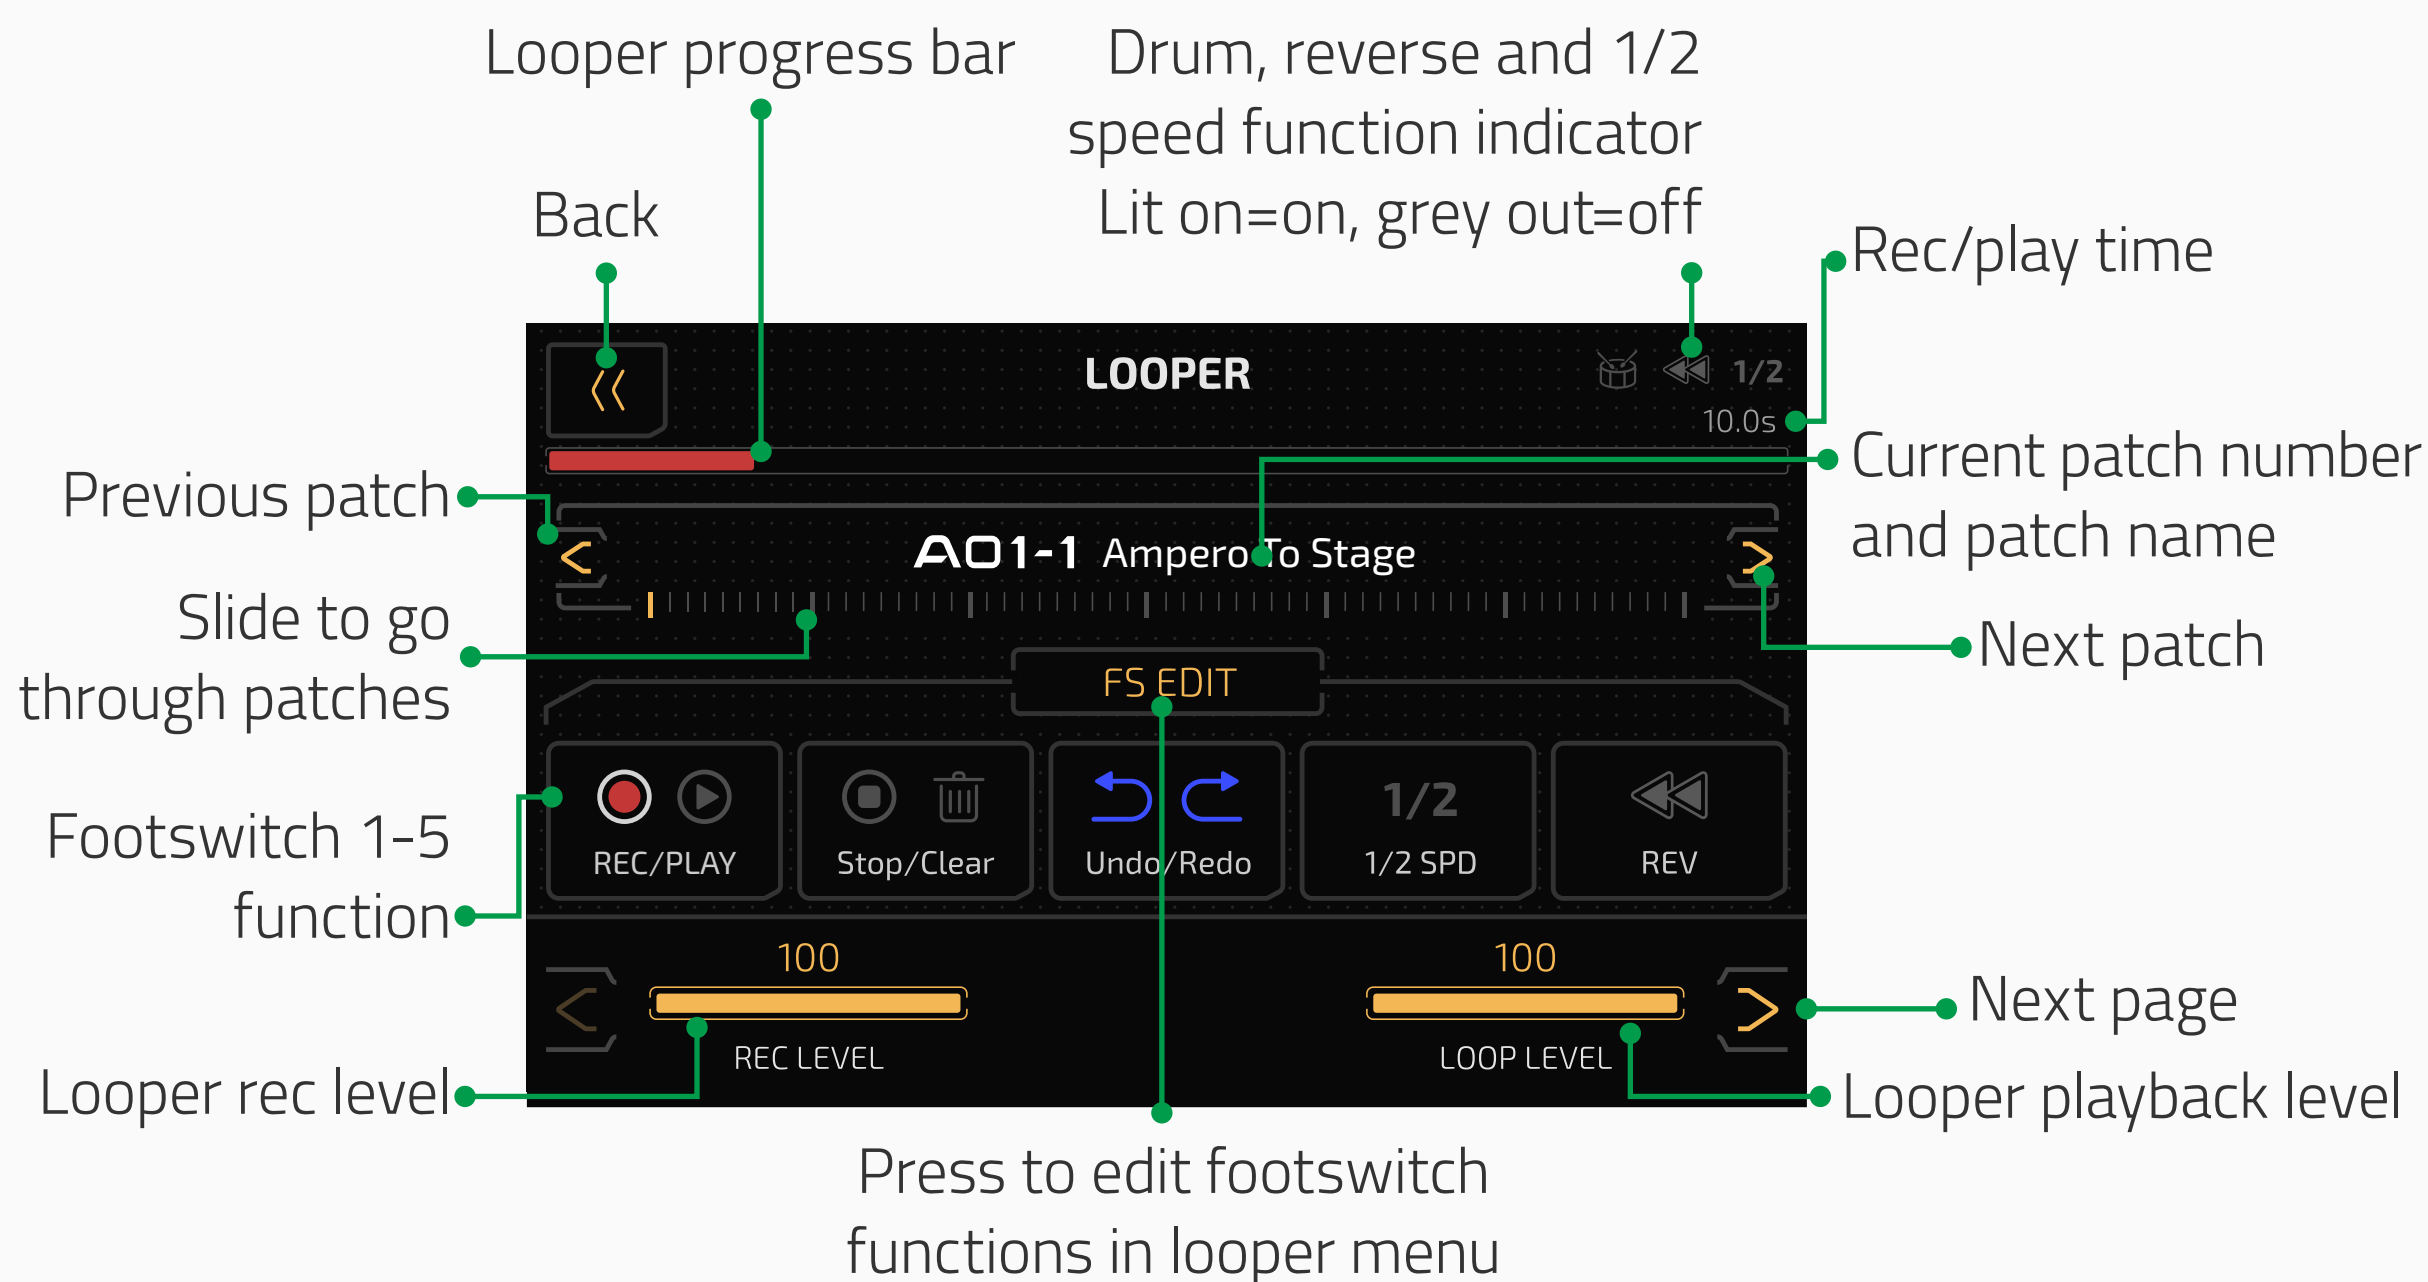 Looper progress bar
Drum, reverse and 1/2
speed function indicator
Lit on=on, grey out=off
Back
Rec/play time
LOOPER
1/2
10.0s
Current patch number
and patch name
Previous patch
A01-1 Ampero To Stage
Slide to go
through patches
Next patch
FS EDIT
Footswitch 1-5
function
1/2
REC/PLAY
Stop/Clear
Undo/Redo
1/2 SPD
REV
100
100
REC LEVEL
LOOP LEVEL
Next page
Looper rec level
Looper playback level
Press to edit footswitch
functions in looper menu